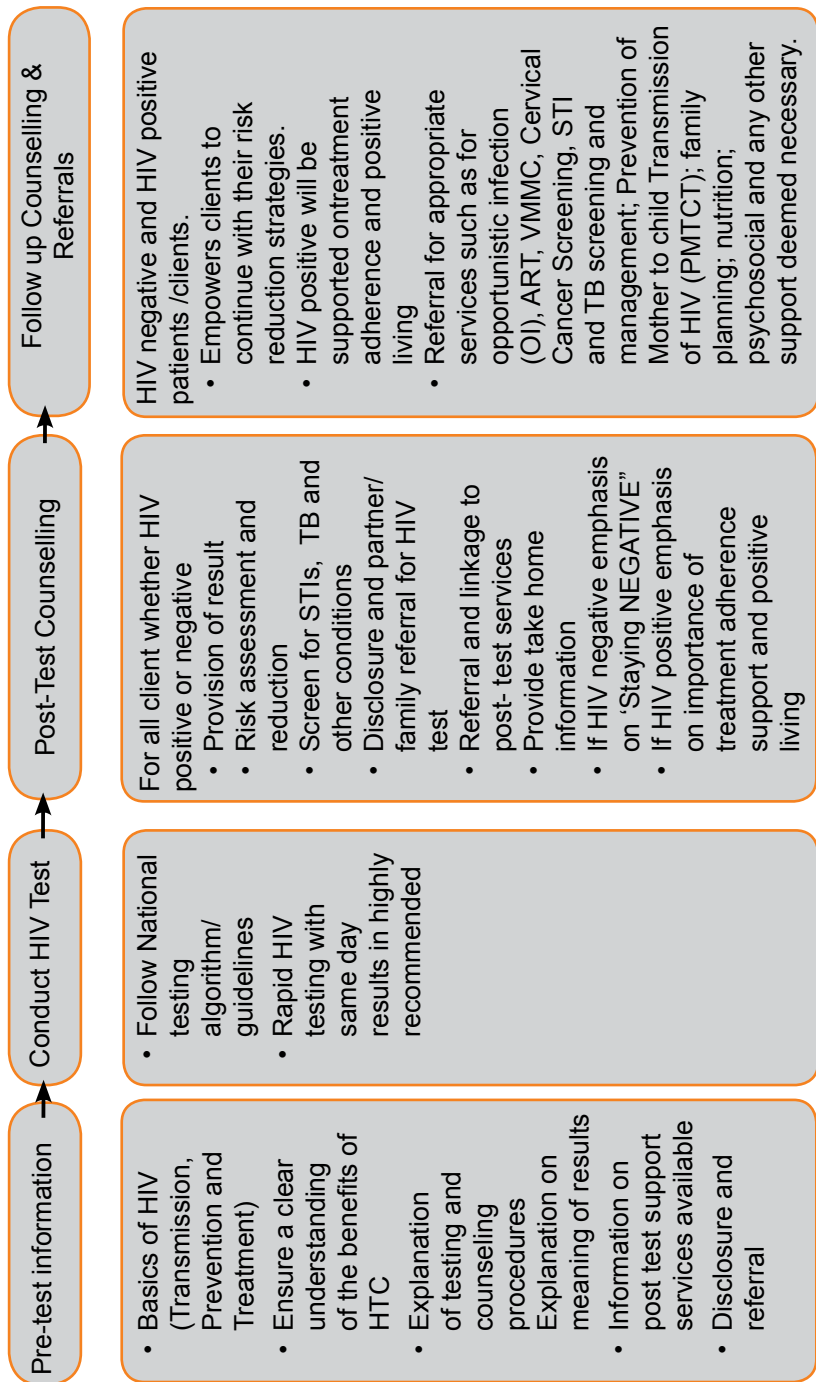 Pre-test information
• Basics of HIV
(Transmission,
Prevention and
Treatment)
• Ensure a clear
understanding
of the benefits of
HTC
• Explanation
of testing and
counseling
procedures
Explanation on
meaning of results
• Information on
post test support
services available
• Disclosure and
referral
Conduct HIV Test
• Follow National
testing
algorithm/
guidelines
• Rapid HIV
testing with
same day
results in highly
recommended
Post-Test Counselling
For all client whether HIV
positive or negative
• Provision of result
• Risk assessment and
reduction
• Screen for STIs, TB and
other conditions
• Disclosure and partner/
family referral for HIV
test
• Referral and linkage to
post- test services
• Provide take home
information
• If HIV negative emphasis
on ‘Staying NEGATIVE”
• If HIV positive emphasis
on importance of
treatment adherence
support and positive
living
Follow up Counselling &
Referrals
HIV negative and HIV positive
patients /clients.
• Empowers clients to
continue with their risk
reduction strategies.
• HIV positive will be
supported ontreatment
adherence and positive
living
• Referral for appropriate
services such as for
opportunistic infection
(OI), ART, VMMC, Cervical
Cancer Screening, STI
and TB screening and
management; Prevention of
Mother to child Transmission
of HIV (PMTCT); family
planning; nutrition;
psychosocial and any other
support deemed necessary.